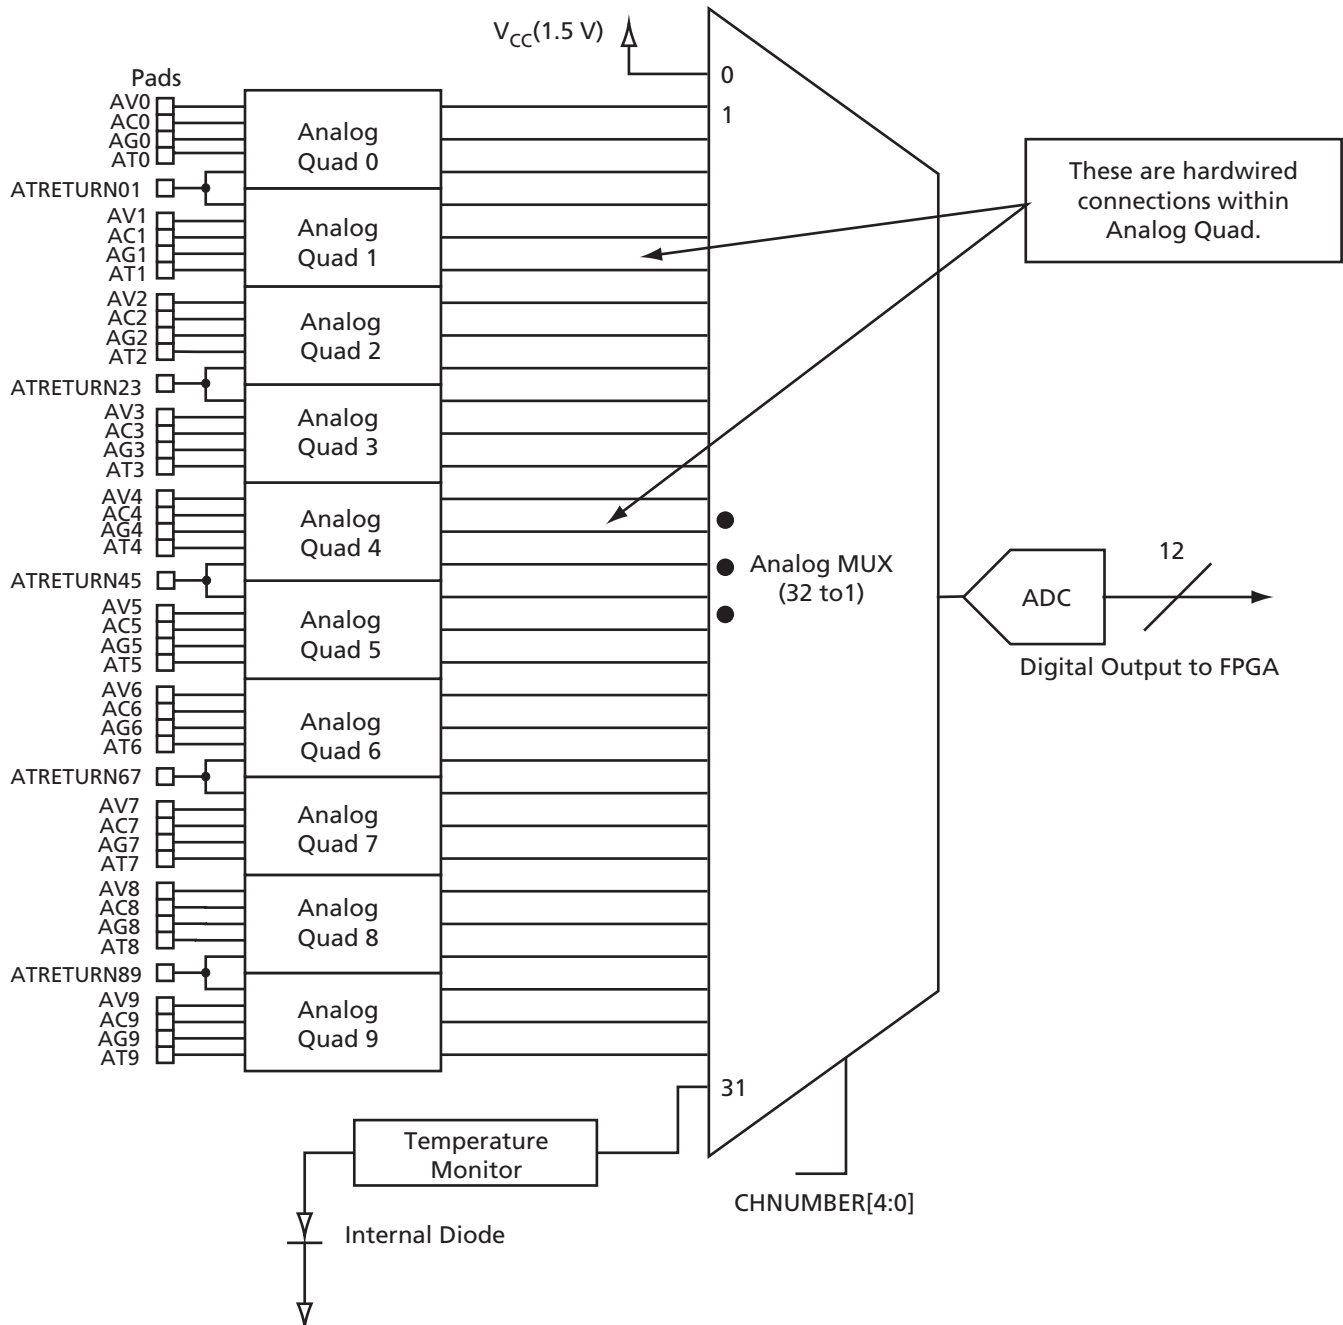 V_CC(1.5 V)
Pads
0
1
AV0
AC0
AG0
AT0
Analog
Quad 0
ATRETURN01
AV1
AC1
AG1
AT1
Analog
Quad 1
These are hardwired
connections within
Analog Quad.
AV2
AC2
AG2
AT2
Analog
Quad 2
ATRETURN23
AV3
AC3
AG3
AT3
Analog
Quad 3
AV4
AC4
AG4
AT4
Analog
Quad 4
Analog MUX
(32 to1)
ADC
12
Digital Output to FPGA
ATRETURN45
AV5
AC5
AG5
AT5
Analog
Quad 5
AV6
AC6
AG6
AT6
Analog
Quad 6
ATRETURN67
AV7
AC7
AG7
AT7
Analog
Quad 7
AV8
AC8
AG8
AT8
Analog
Quad 8
ATRETURN89
AV9
AC9
AG9
AT9
Analog
Quad 9
31
Temperature
Monitor
CHNUMBER[4:0]
Internal Diode